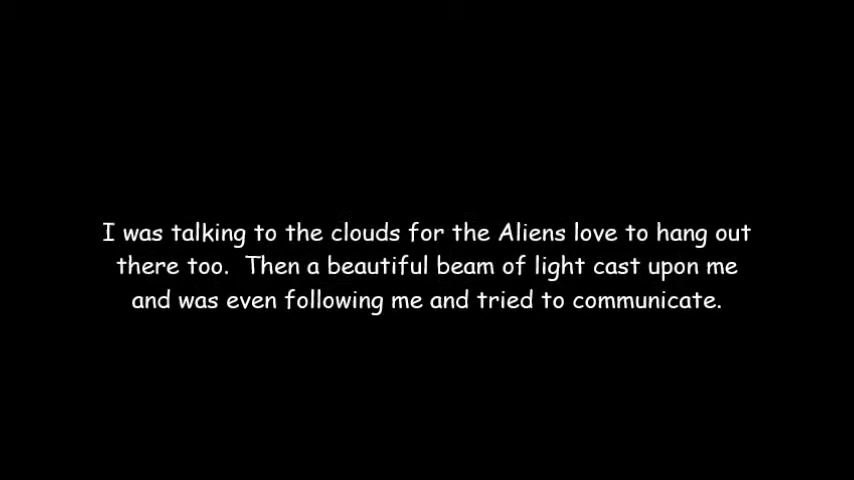 I was talking to the clouds for the Aliens love to hang out
there too.  Then a beautiful beam of light cast upon me
and was even following me and tried to communicate.